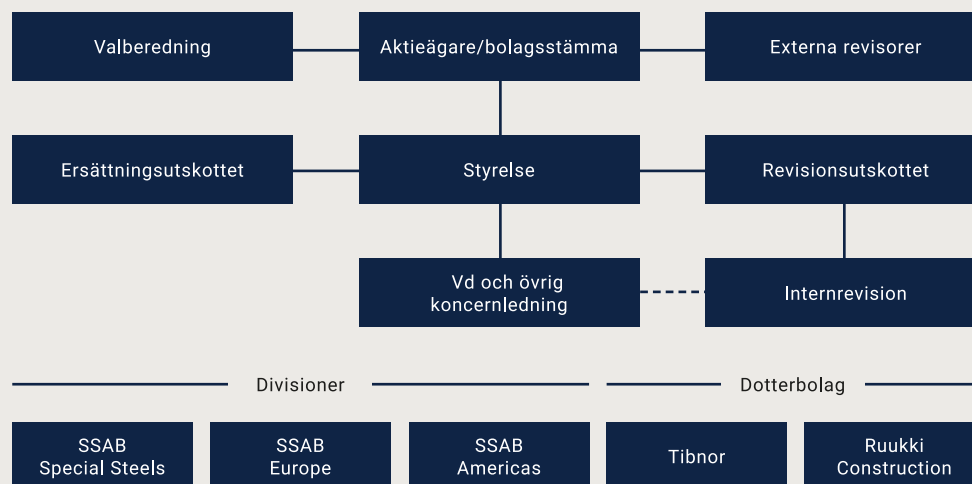 Valberedning
Aktieägare/bolagsstämma
Externa revisorer
Ersättningsutskottet
Styrelse
Revisionsutskottet
Vd och övrig
koncernledning
Internrevision
Divisioner
Dotterbolag
SSAB
Special Steels
SSAB
Europe
SSAB
Americas
Tibnor
Ruukki
Construction